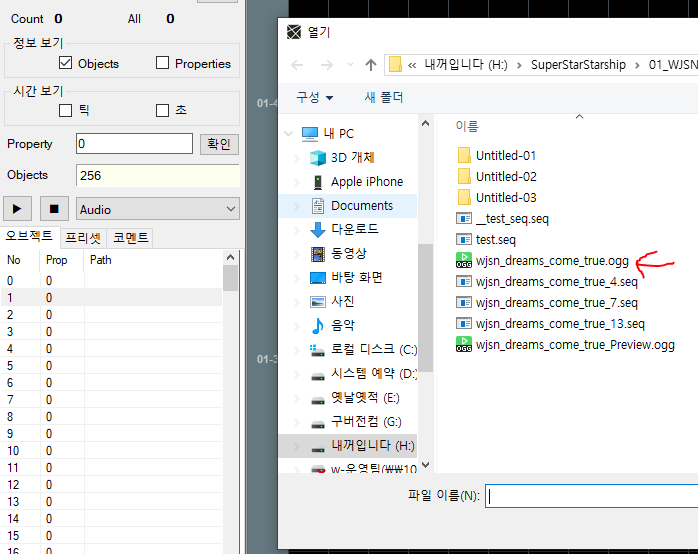 Count 0 All 0
정보 보기
Objects Properties
시간 보기
틱 초
Property 0 확인
Objects 256
Audio
오브젝트 프리셋 코멘트
No Prop Path
0 0
1 0
2 0
3 0
4 0
5 0
6 0
7 0
8 0
9 0
10 0
11 0
12 0
13 0
14 0
15 0
16 0
01-4
01-3
열기
« 내꺼입니다 (H:) > SuperStarStarship > 01_WJSN
구성 새 폴더
내 PC
3D 개체
Apple iPhone
Documents
다운로드
동영상
바탕 화면
사진
음악
로컬 디스크 (C:)
시스템 예약 (D:)
옛날옛적 (E:)
구버전컴 (G:)
내꺼입니다 (H:)
w-운영팀(₩₩10
이름
Untitled-01
Untitled-02
Untitled-03
__test_seq.seq
test.seq
wjsn_dreams_come_true.ogg
wjsn_dreams_come_true_4.seq
wjsn_dreams_come_true_7.seq
wjsn_dreams_come_true_13.seq
wjsn_dreams_come_true_Preview.ogg
파일 이름(N):